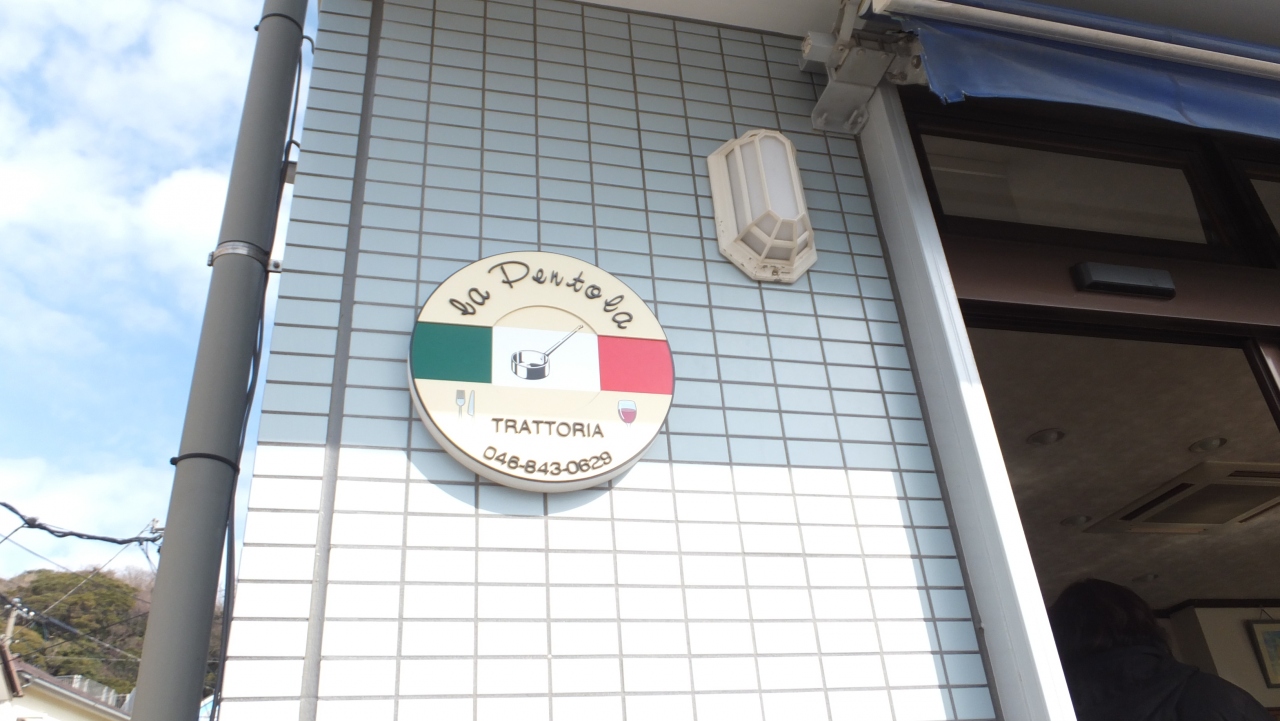 la Pentola
TRATTORIA
046-843-0629